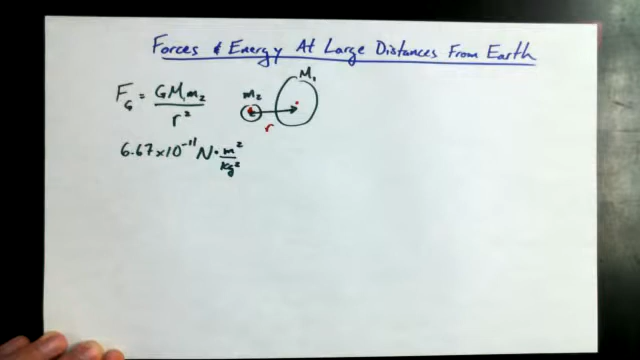 Forces & Energy At Large Distances From Earth
F_G = GM₁m₂ / r²
m₂
M₁
r
6.67×10⁻¹¹ N·m²/kg²